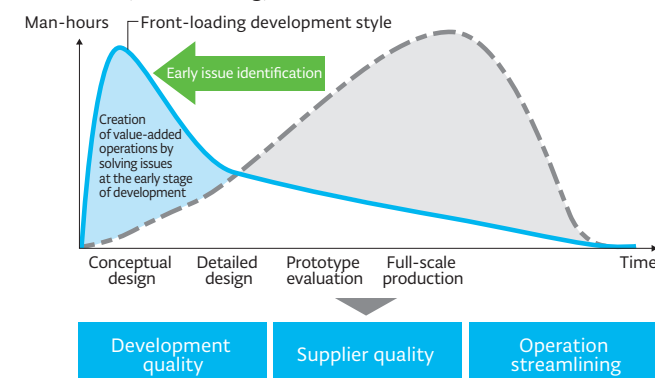 Man-hours
Front-loading development style
Early issue identification
Creation
of value-added
operations by
solving issues
at the early stage
of development
Conceptual
design
Detailed
design
Prototype
evaluation
Full-scale
production
Time
Development
quality
Supplier quality
Operation
streamlining